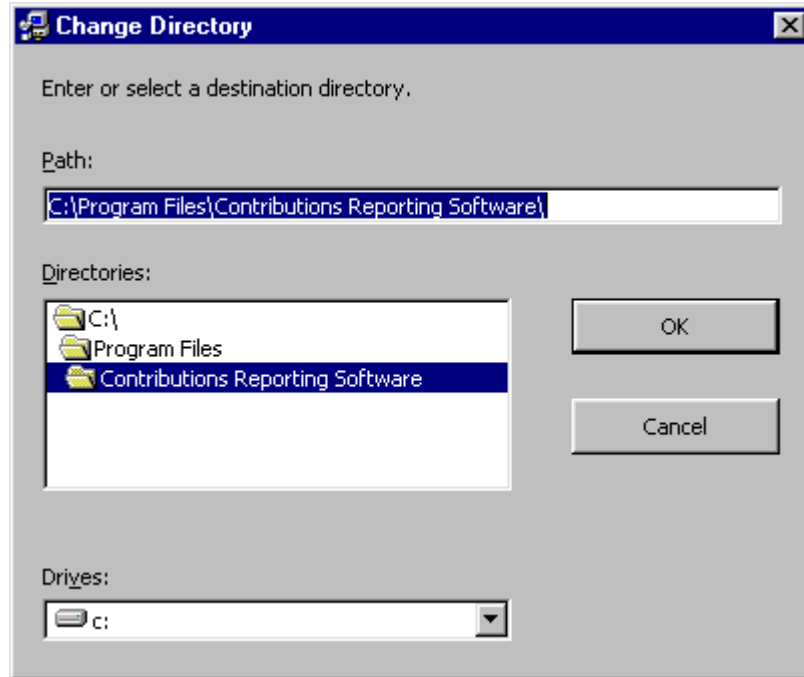 Change Directory
Enter or select a destination directory.
Path:
C:\Program Files\Contributions Reporting Software\
Directories:
C:\
Program Files
Contributions Reporting Software
OK
Cancel
Drives:
c: